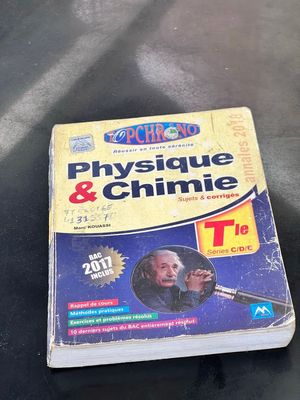 TOPCHRONO
Réussir en toute sérénité
annales 2018
Physique
& Chimie
Sujets & corrigés
Marc KOUASSI
Tle
Séries C/D/C
BAC
2017
INCLUS
Rappel de cours
Méthodes pratiques
Exercices et problèmes résolus
10 derniers sujets du BAC entièrement résolus